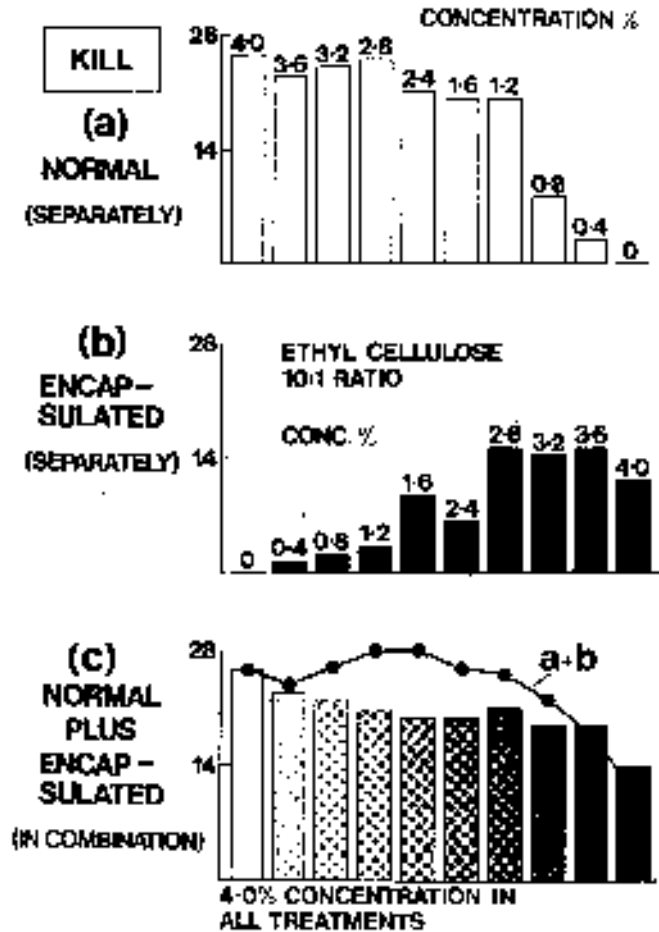 CONCENTRATION %
KILL
(a)
NORMAL
(SEPARATELY)
28
14
4·0
3·6
3·2
2·8
2·4
1·6
1·2
0·8
0·4
0
(b)
ENCAP-
SULATED
(SEPARATELY)
28
14
ETHYL CELLULOSE
10:1 RATIO
CONC. %
0
0·4
0·8
1·2
1·6
2·4
2·8
3·2
3·6
4·0
(c)
NORMAL
PLUS
ENCAP-
SULATED
(IN COMBINATION)
28
14
a+b
4·0% CONCENTRATION IN
ALL TREATMENTS